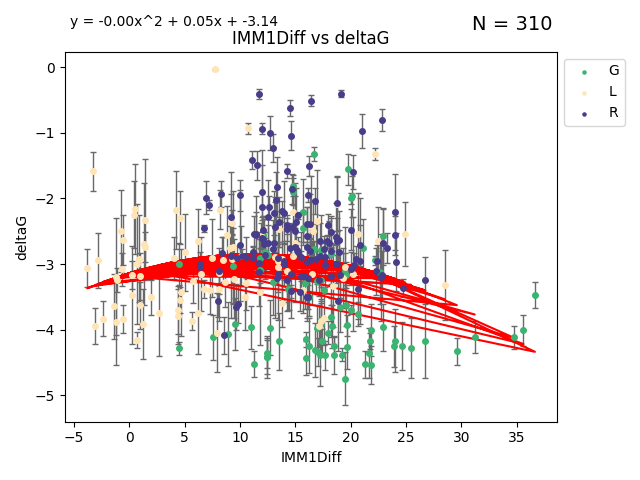 y = -0.00x^2 + 0.05x + -3.14
N = 310
IMM1Diff vs deltaG
G
L
R
deltaG
0
−1
−2
−3
−4
−5
−5 0 5 10 15 20 25 30 35
IMM1Diff